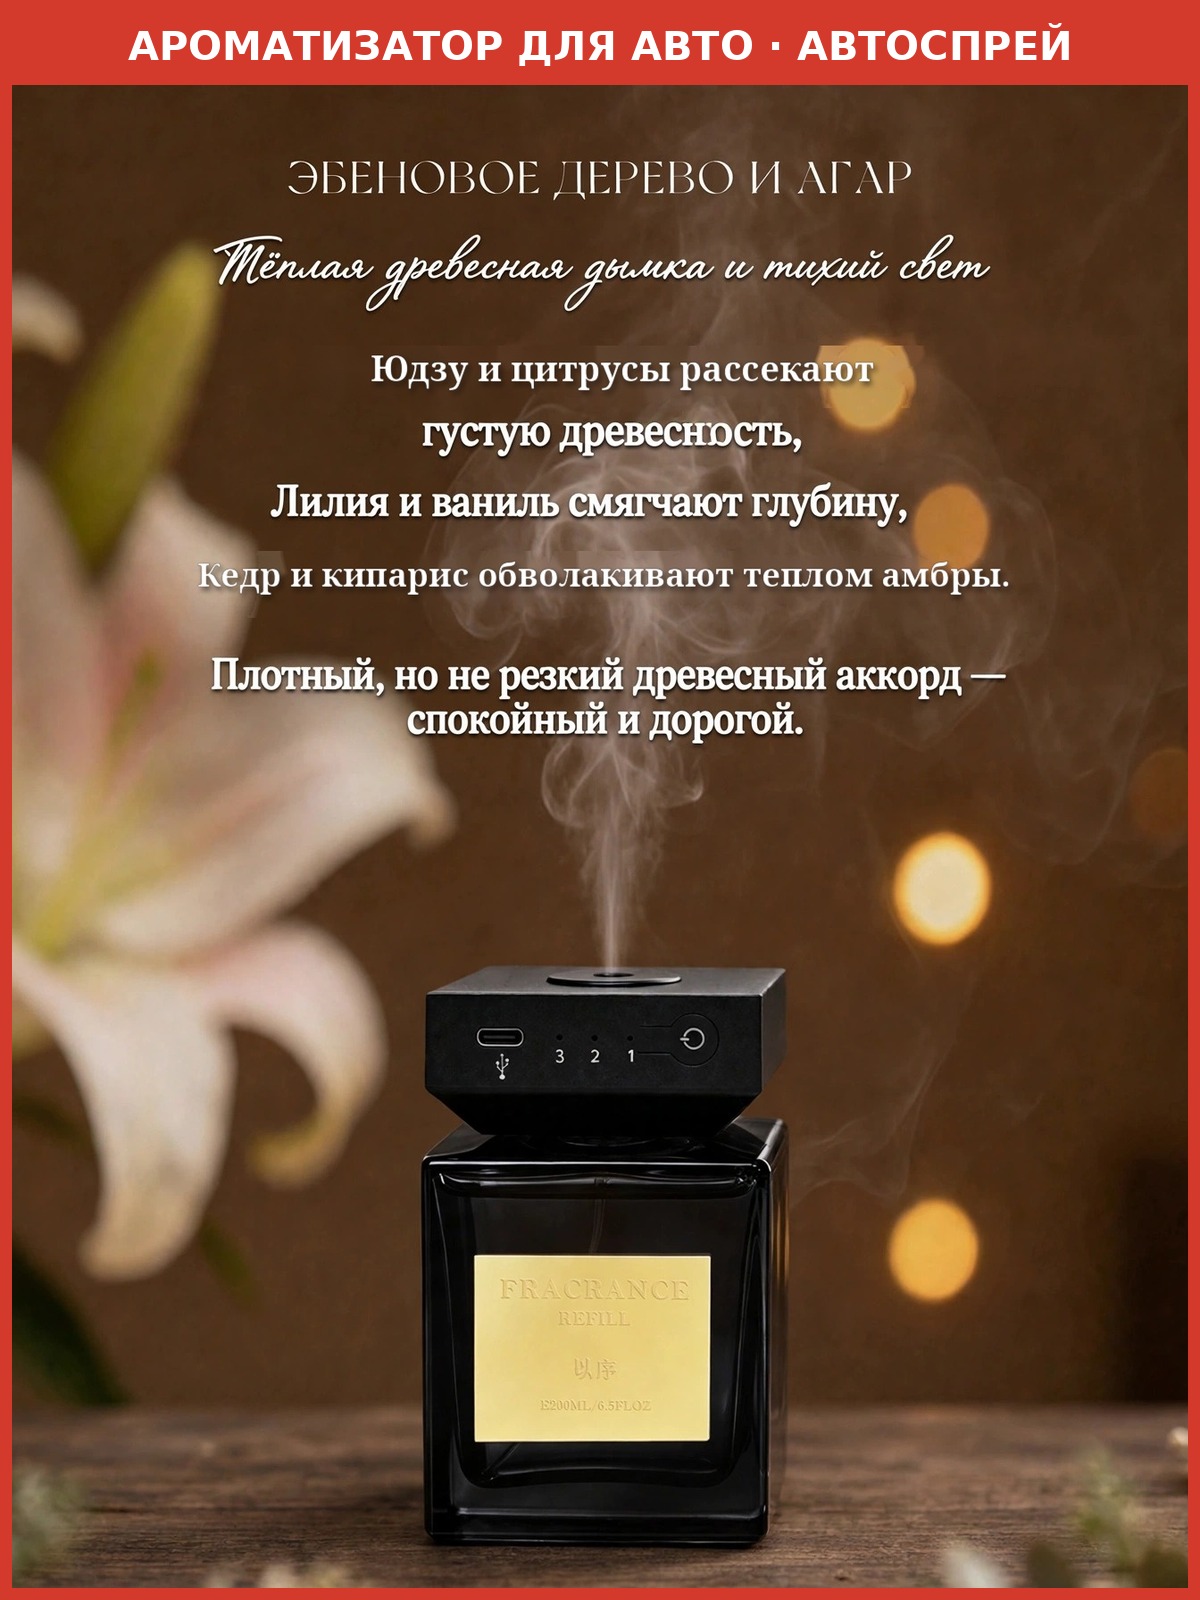 АРОМАТИЗАТОР ДЛЯ АВТО · АВТОСПРЕЙ
ЭБЕНОВОЕ ДЕРЕВО И АГАР
Тёплая древесная дымка и тихий свет
Юдзу и цитрусы рассекают
густую древесность,
Лилия и ваниль смягчают глубину,
Кедр и кипарис обволакивают теплом амбры.
Плотный, но не резкий древесный аккорд —
спокойный и дорогой.
3 2 1
FRAGRANCE
REFILL
以序
E200ML/6.5FLOZ